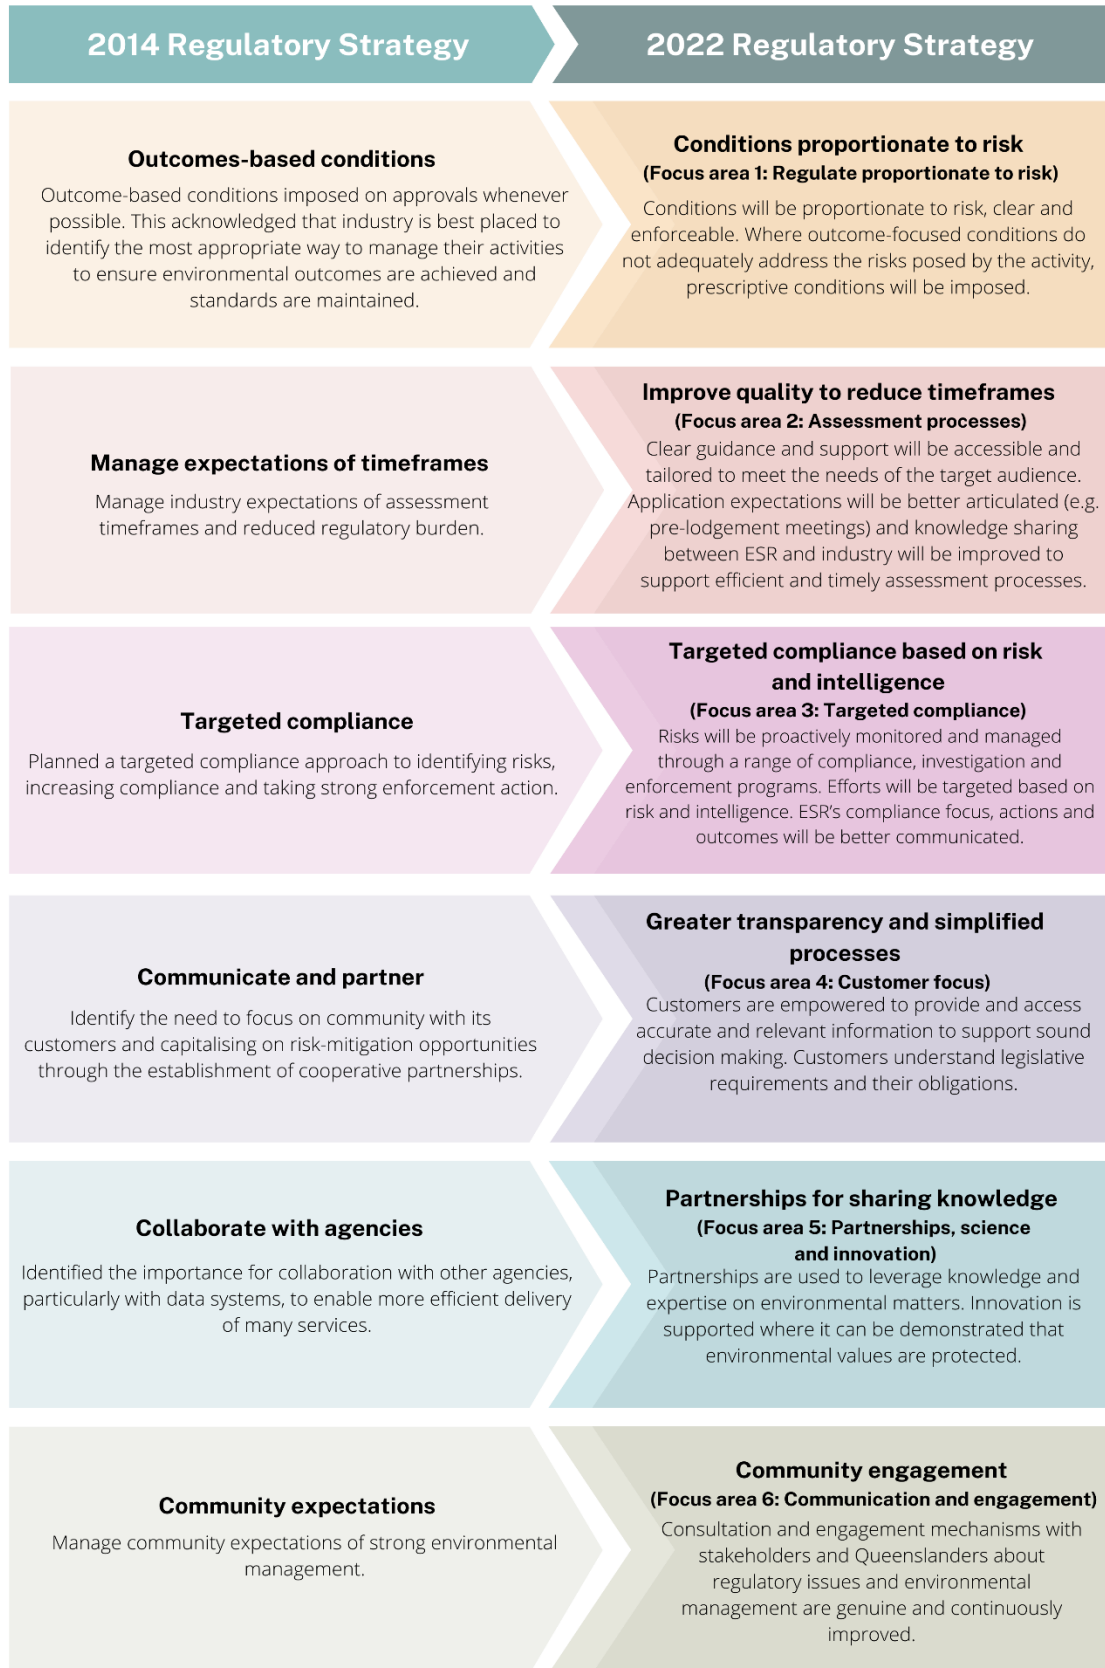 2014 Regulatory Strategy
2022 Regulatory Strategy
Outcomes-based conditions
Outcome-based conditions imposed on approvals whenever
possible. This acknowledged that industry is best placed to
identify the most appropriate way to manage their activities
to ensure environmental outcomes are achieved and
standards are maintained.
Conditions proportionate to risk
(Focus area 1: Regulate proportionate to risk)
Conditions will be proportionate to risk, clear and
enforceable. Where outcome-focused conditions do
not adequately address the risks posed by the activity,
prescriptive conditions will be imposed.
Manage expectations of timeframes
Manage industry expectations of assessment
timeframes and reduced regulatory burden.
Improve quality to reduce timeframes
(Focus area 2: Assessment processes)
Clear guidance and support will be accessible and
tailored to meet the needs of the target audience.
Application expectations will be better articulated (e.g.
pre-lodgement meetings) and knowledge sharing
between ESR and industry will be improved to
support efficient and timely assessment processes.
Targeted compliance
Planned a targeted compliance approach to identifying risks,
increasing compliance and taking strong enforcement action.
Targeted compliance based on risk
and intelligence
(Focus area 3: Targeted compliance)
Risks will be proactively monitored and managed
through a range of compliance, investigation and
enforcement programs. Efforts will be targeted based on
risk and intelligence. ESR's compliance focus, actions and
outcomes will be better communicated.
Communicate and partner
Identify the need to focus on community with its
customers and capitalising on risk-mitigation opportunities
through the establishment of cooperative partnerships.
Greater transparency and simplified
processes
(Focus area 4: Customer focus)
Customers are empowered to provide and access
accurate and relevant information to support sound
decision making. Customers understand legislative
requirements and their obligations.
Collaborate with agencies
Identified the importance for collaboration with other agencies,
particularly with data systems, to enable more efficient delivery
of many services.
Partnerships for sharing knowledge
(Focus area 5: Partnerships, science
and innovation)
Partnerships are used to leverage knowledge and
expertise on environmental matters. Innovation is
supported where it can be demonstrated that
environmental values are protected.
Community expectations
Manage community expectations of strong environmental
management.
Community engagement
(Focus area 6: Communication and engagement)
Consultation and engagement mechanisms with
stakeholders and Queenslanders about
regulatory issues and environmental
management are genuine and continuously
improved.